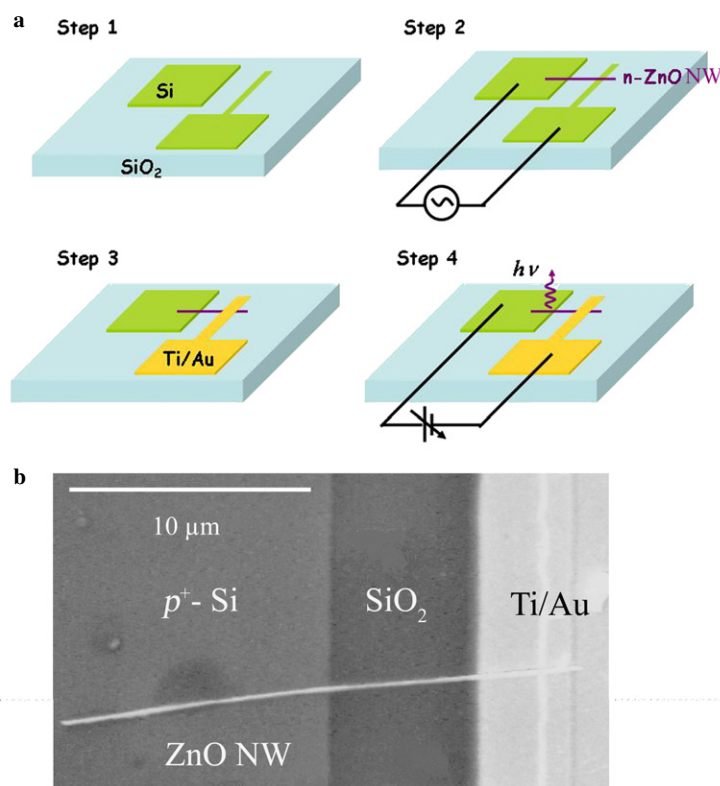 a
Step 1
Step 2
Si
SiO₂
n-ZnO NW
Step 3
Step 4
Ti/Au
hν
b
10 µm
p⁺- Si
SiO₂
Ti/Au
ZnO NW